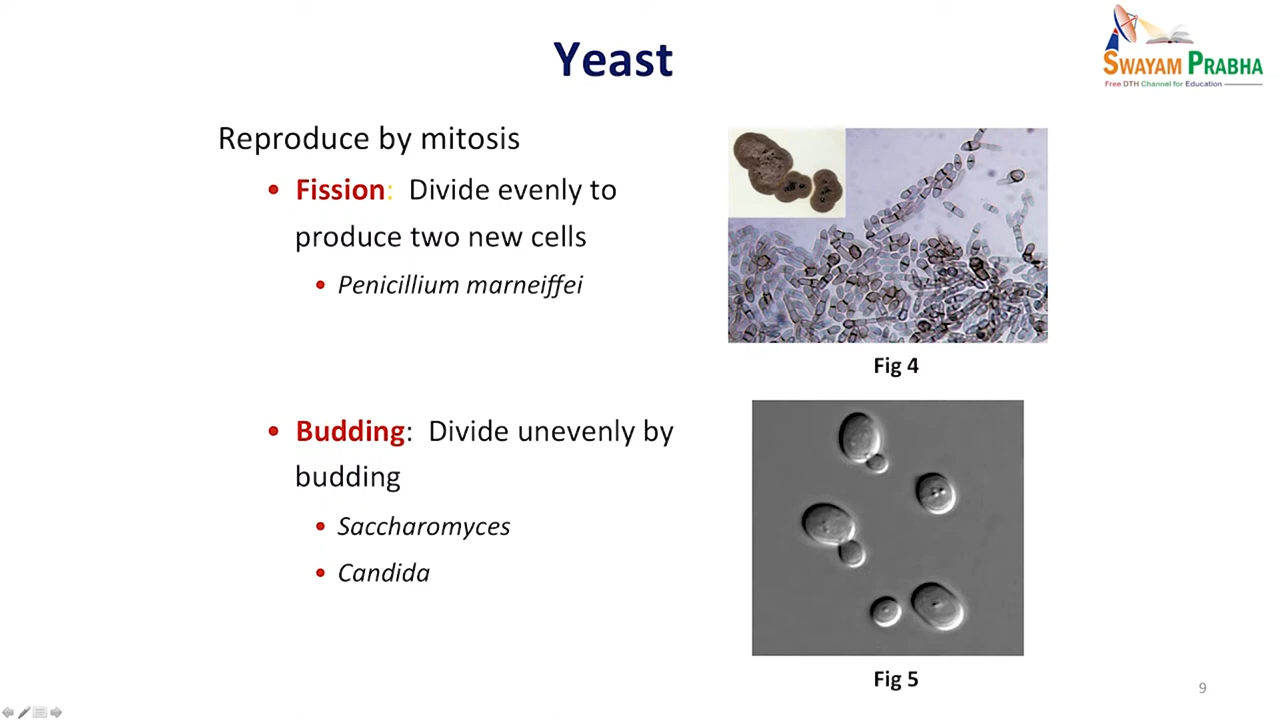 Yeast
SWAYAM PRABHA
Free DTH Channel for Education
Reproduce by mitosis
• Fission: Divide evenly to
produce two new cells
• Penicillium marneiffei
Fig 4
• Budding: Divide unevenly by
budding
• Saccharomyces
• Candida
Fig 5
9